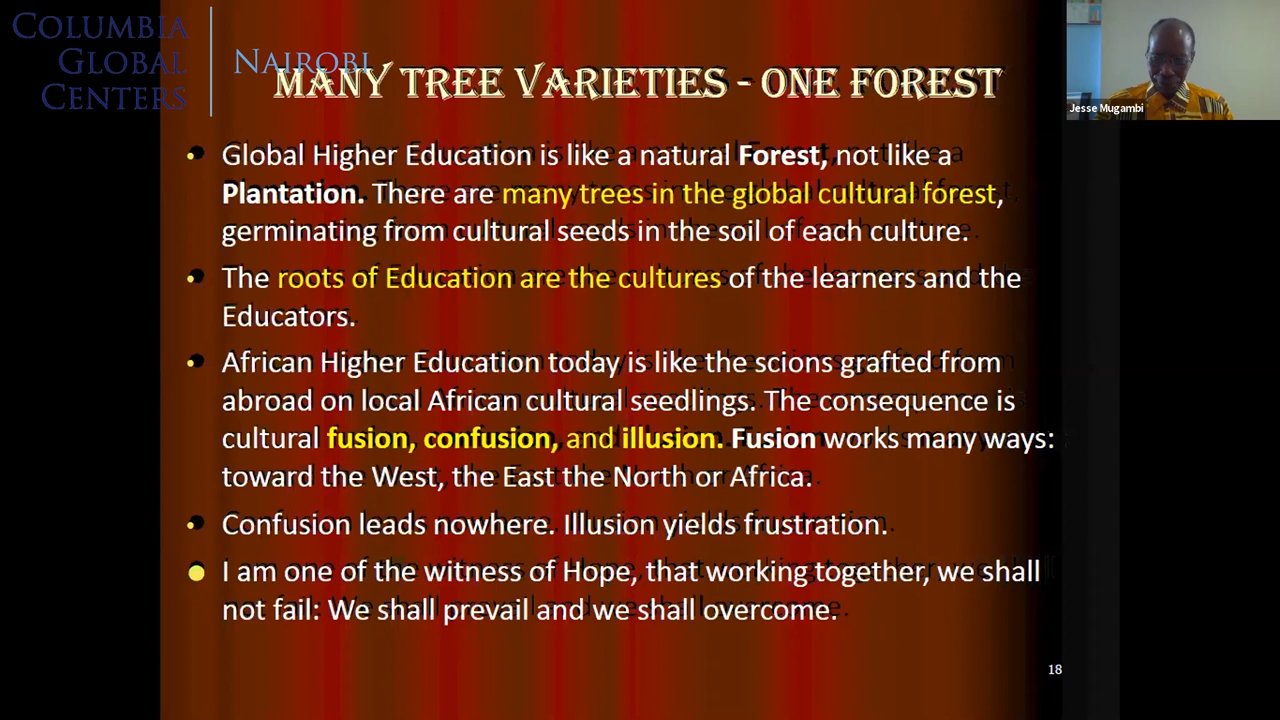 COLUMBIA
GLOBAL
CENTERS
NAIROBI
MANY TREE VARIETIES - ONE FOREST
Jesse Mugambi
• Global Higher Education is like a natural Forest, not like a
Plantation. There are many trees in the global cultural forest,
germinating from cultural seeds in the soil of each culture.
• The roots of Education are the cultures of the learners and the
Educators.
• African Higher Education today is like the scions grafted from
abroad on local African cultural seedlings. The consequence is
cultural fusion, confusion, and illusion. Fusion works many ways:
toward the West, the East the North or Africa.
• Confusion leads nowhere. Illusion yields frustration.
• I am one of the witness of Hope, that working together, we shall
not fail: We shall prevail and we shall overcome.
18